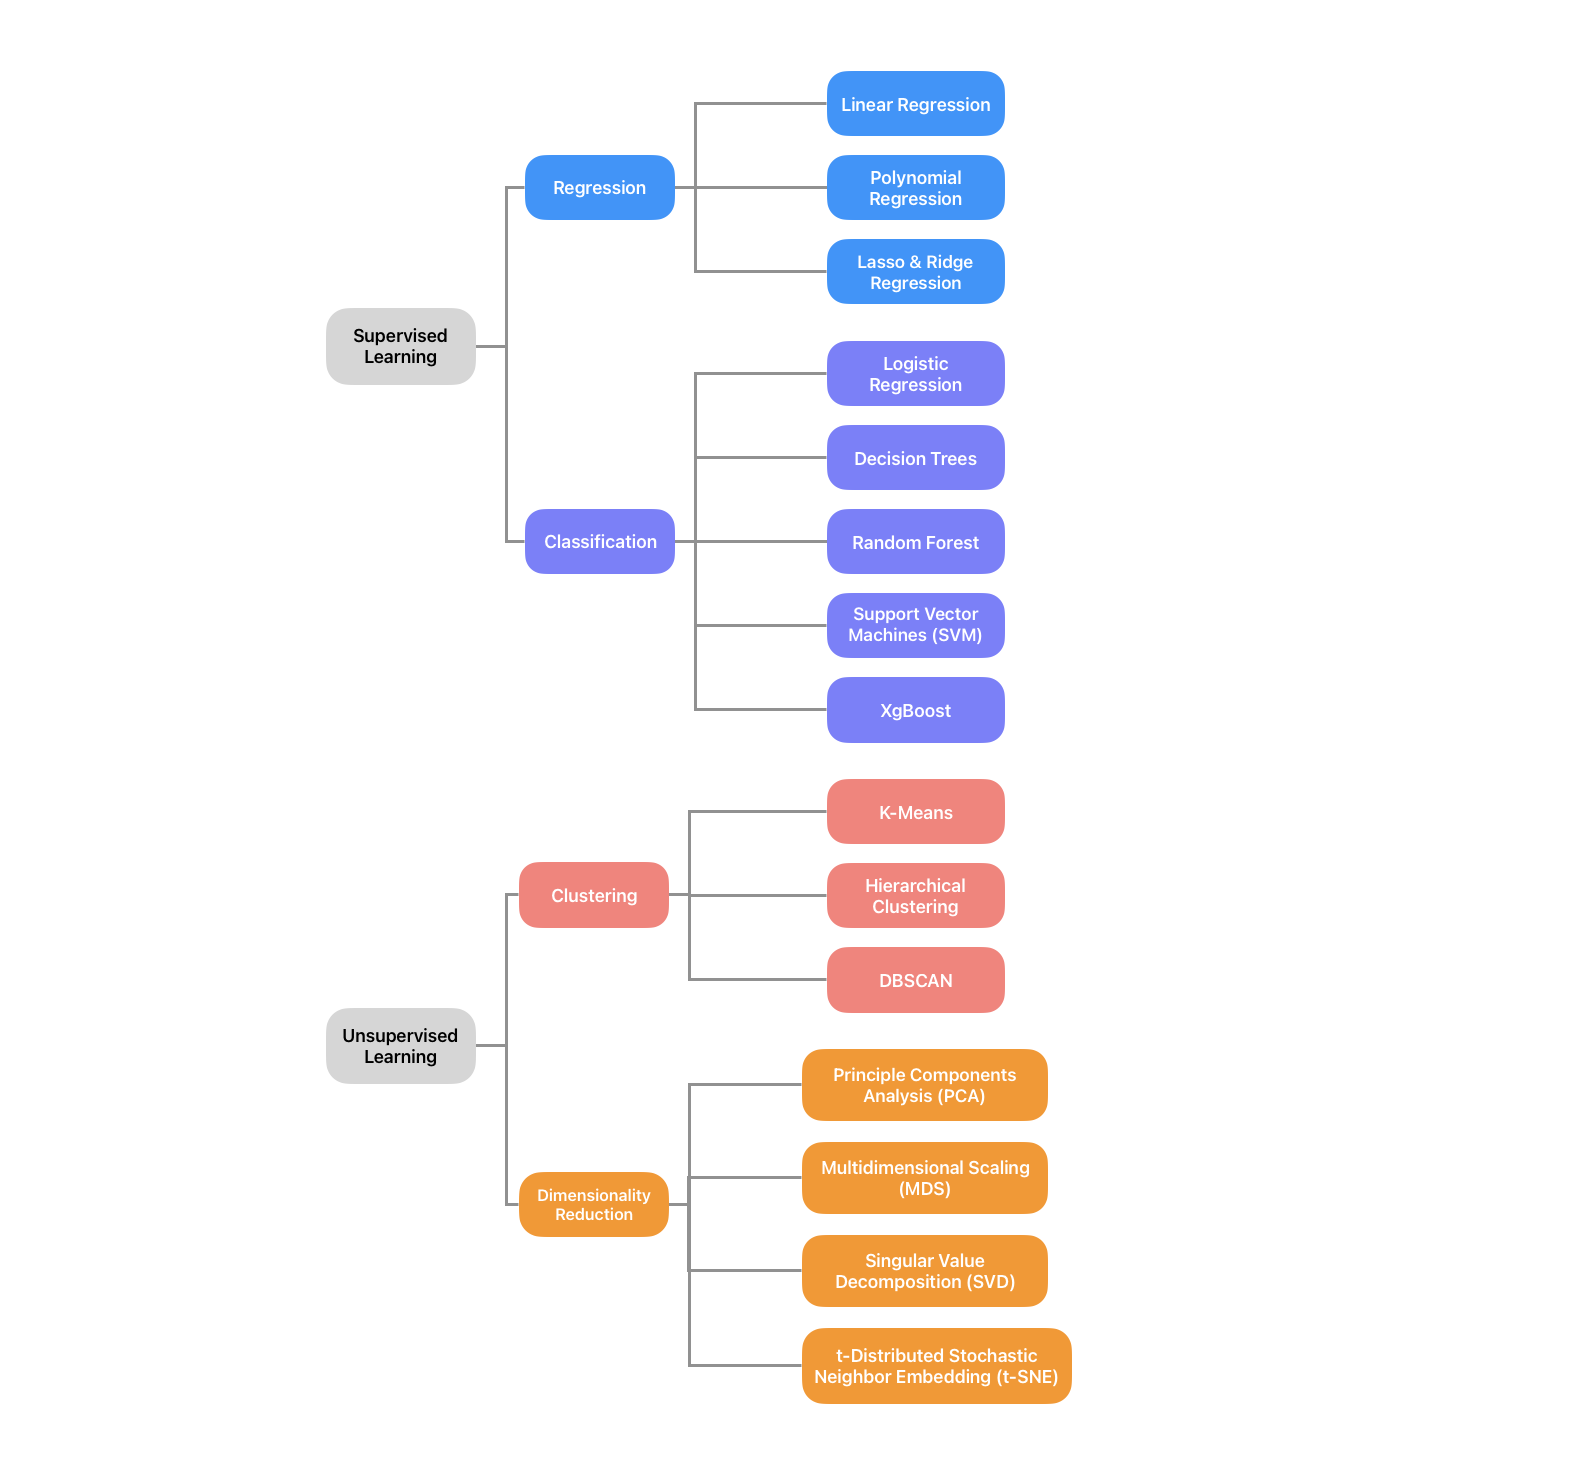 Linear Regression
Polynomial
Regression
Regression
Lasso & Ridge
Regression
Supervised
Learning
Logistic
Regression
Decision Trees
Classification
Random Forest
Support Vector
Machines (SVM)
XgBoost
K-Means
Clustering
Hierarchical
Clustering
DBSCAN
Unsupervised
Learning
Principle Components
Analysis (PCA)
Multidimensional Scaling
(MDS)
Dimensionality
Reduction
Singular Value
Decomposition (SVD)
t-Distributed Stochastic
Neighbor Embedding (t-SNE)